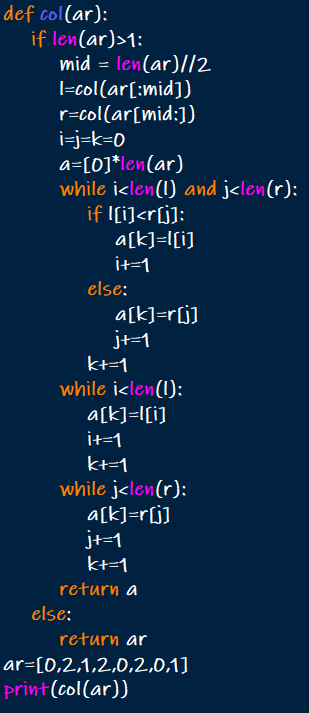 def col(ar):
    if len(ar)>1:
        mid = len(ar)//2
        l=col(ar[:mid])
        r=col(ar[mid:])
        i=j=k=0
        a=[0]*len(ar)
        while i<len(l) and j<len(r):
            if l[i]<r[j]:
                a[k]=l[i]
                i+=1
            else:
                a[k]=r[j]
                j+=1
            k+=1
        while i<len(l):
            a[k]=l[i]
            i+=1
            k+=1
        while j<len(r):
            a[k]=r[j]
            j+=1
            k+=1
        return a
    else:
        return ar
ar=[0,2,1,2,0,2,0,1]
print(col(ar))